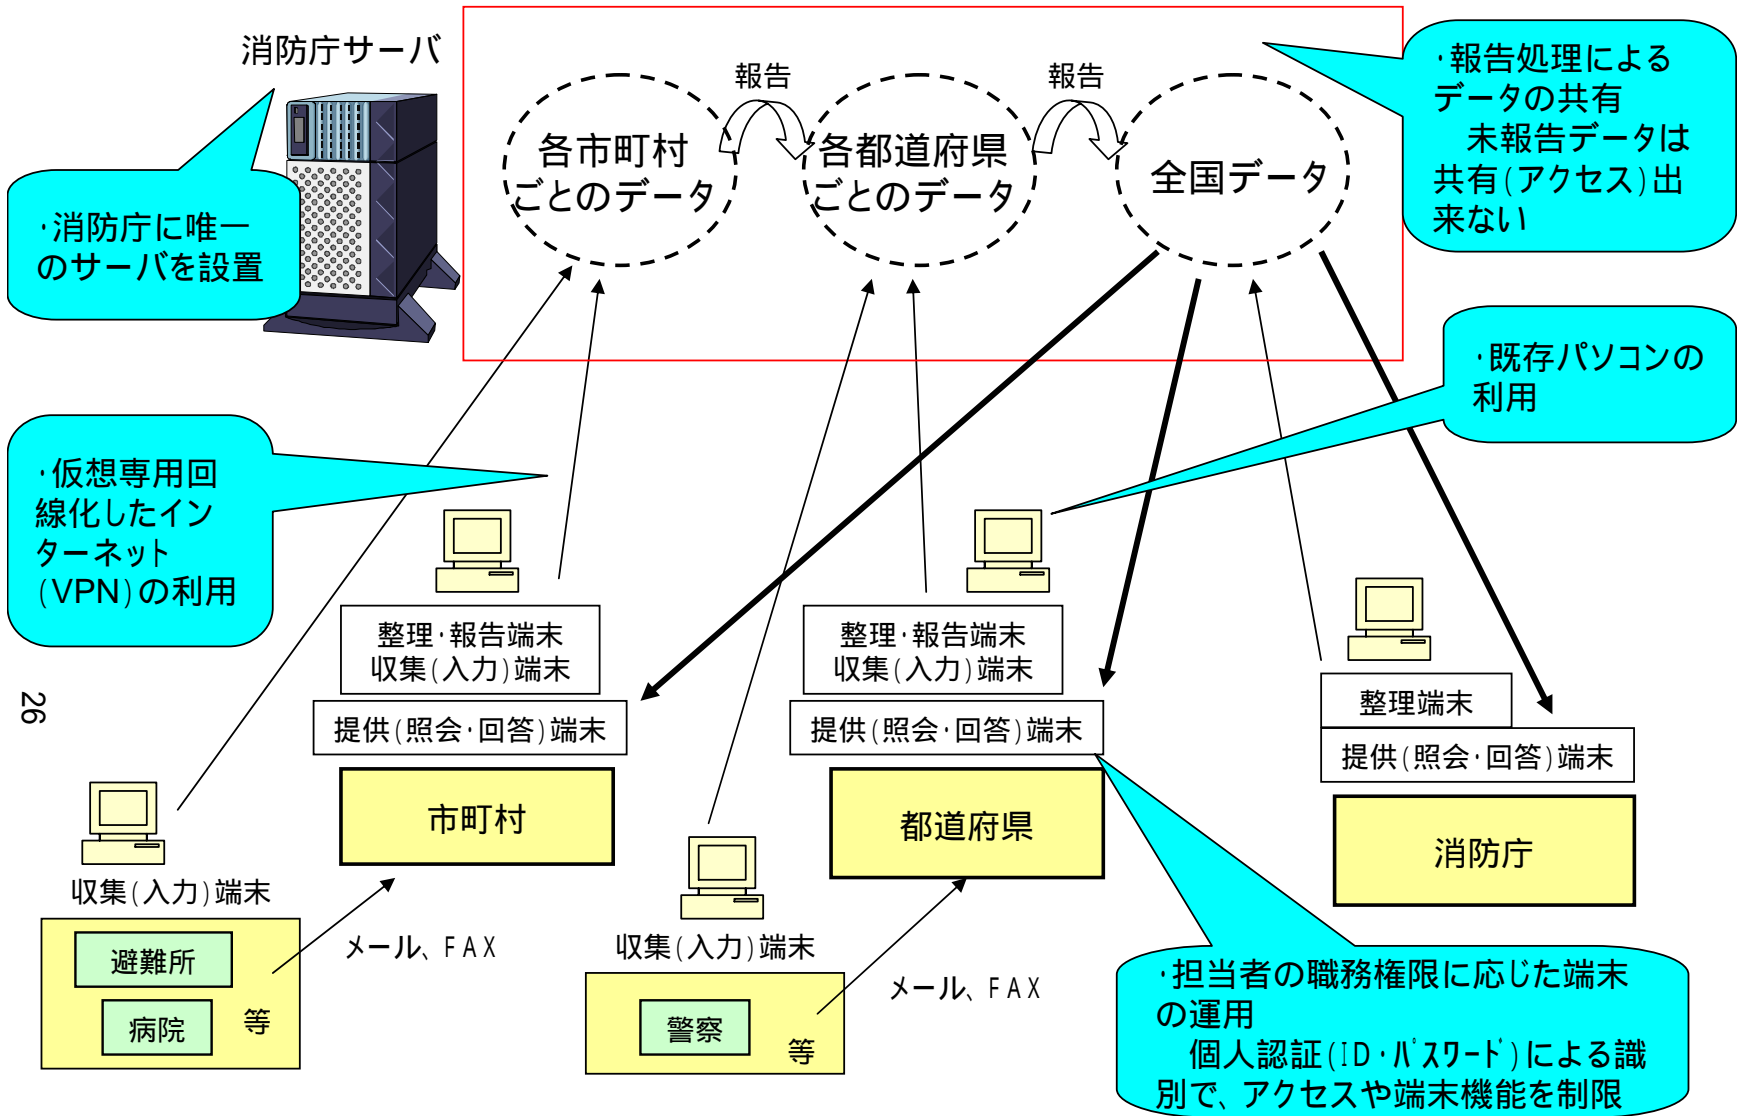 消防庁サーバ
報告
報告
各市町村
ごとのデータ
各都道府県
ごとのデータ
全国データ
・報告処理による
データの共有
未報告データは
共有(アクセス)出
来ない
・消防庁に唯一
のサーバを設置
・既存パソコンの
利用
・仮想専用回
線化したイン
ターネット
(VPN)の利用
整理・報告端末
収集(入力)端末
提供(照会・回答)端末
市町村
整理・報告端末
収集(入力)端末
提供(照会・回答)端末
都道府県
整理端末
提供(照会・回答)端末
消防庁
26
収集(入力)端末
避難所
病院
等
メール、FAX
収集(入力)端末
警察
等
メール、FAX
・担当者の職務権限に応じた端末
の運用
個人認証(ID・ﾊﾟｽﾜｰﾄﾞ)による識
別で、アクセスや端末機能を制限